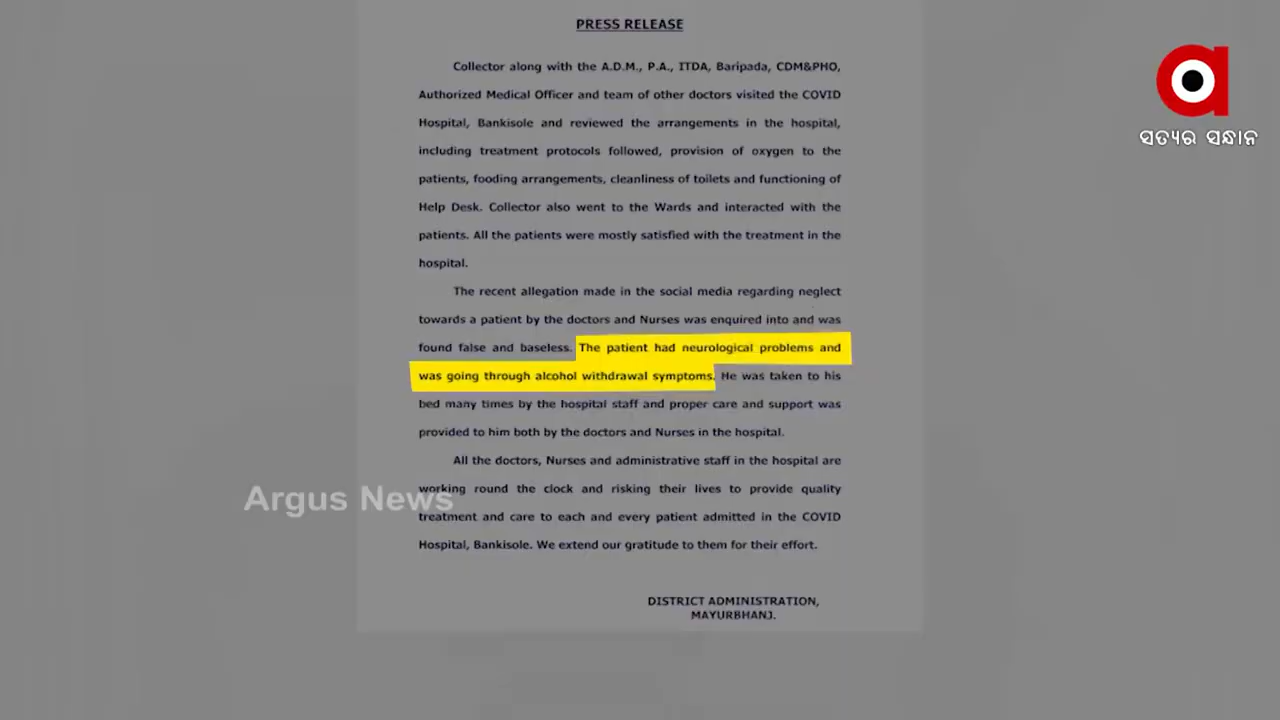 PRESS RELEASE
Collector along with the A.D.M., P.A., ITDA, Baripada, CDM&PHO,
Authorized Medical Officer and team of other doctors visited the COVID
Hospital, Bankisole and reviewed the arrangements in the hospital,
including treatment protocols followed, provision of oxygen to the
patients, fooding arrangements, cleanliness of toilets and functioning of
Help Desk. Collector also went to the Wards and interacted with the
patients. All the patients were mostly satisfied with the treatment in the
hospital.
The recent allegation made in the social media regarding neglect
towards a patient by the doctors and Nurses was enquired into and was
found false and baseless. The patient had neurological problems and
was going through alcohol withdrawal symptoms. He was taken to his
bed many times by the hospital staff and proper care and support was
provided to him both by the doctors and Nurses in the hospital.
All the doctors, Nurses and administrative staff in the hospital are
working round the clock and risking their lives to provide quality
treatment and care to each and every patient admitted in the COVID
Hospital, Bankisole. We extend our gratitude to them for their effort.
DISTRICT ADMINISTRATION,
MAYURBHANJ.
Argus News
ସତ୍ୟର ସନ୍ଧାନ